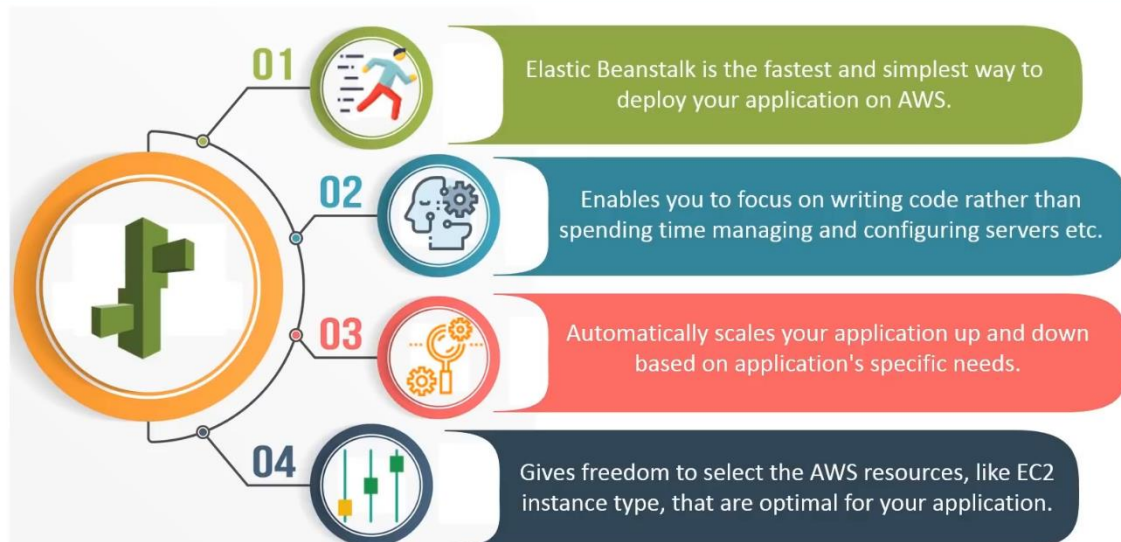 01
Elastic Beanstalk is the fastest and simplest way to
deploy your application on AWS.
02
Enables you to focus on writing code rather than
spending time managing and configuring servers etc.
03
Automatically scales your application up and down
based on application's specific needs.
04
Gives freedom to select the AWS resources, like EC2
instance type, that are optimal for your application.